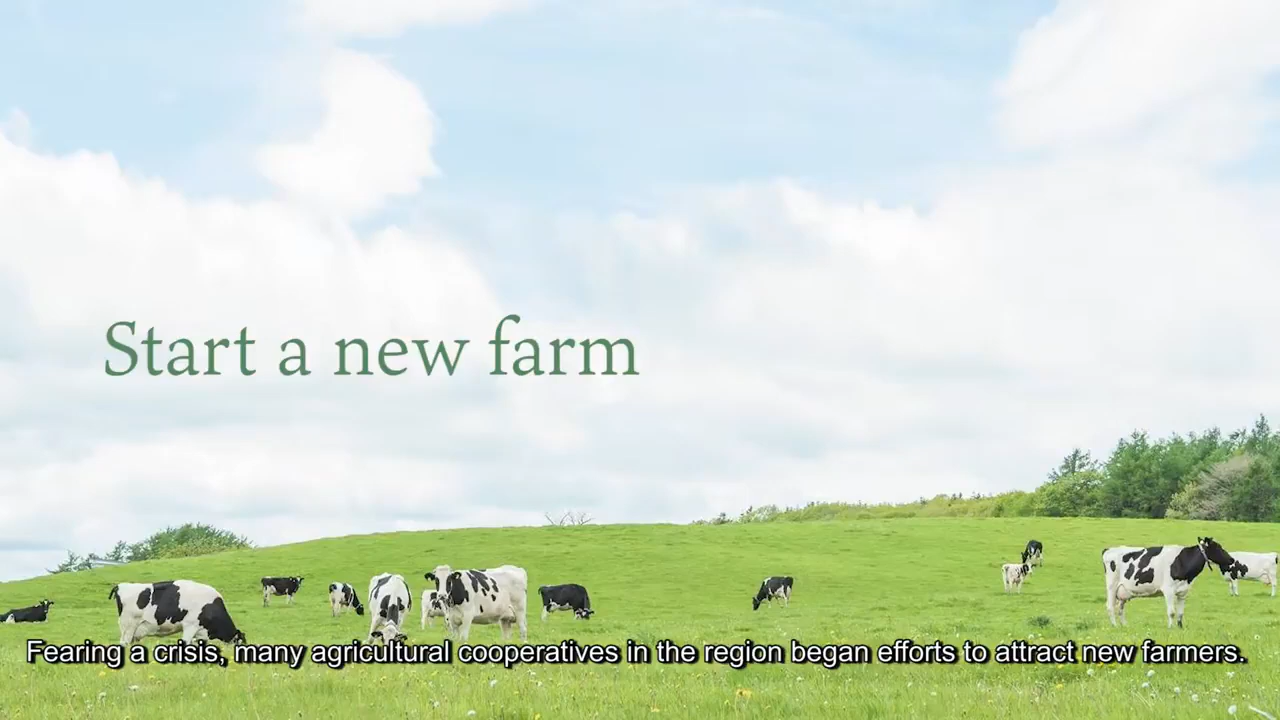 Start a new farm
Fearing a crisis, many agricultural cooperatives in the region began efforts to attract new farmers.